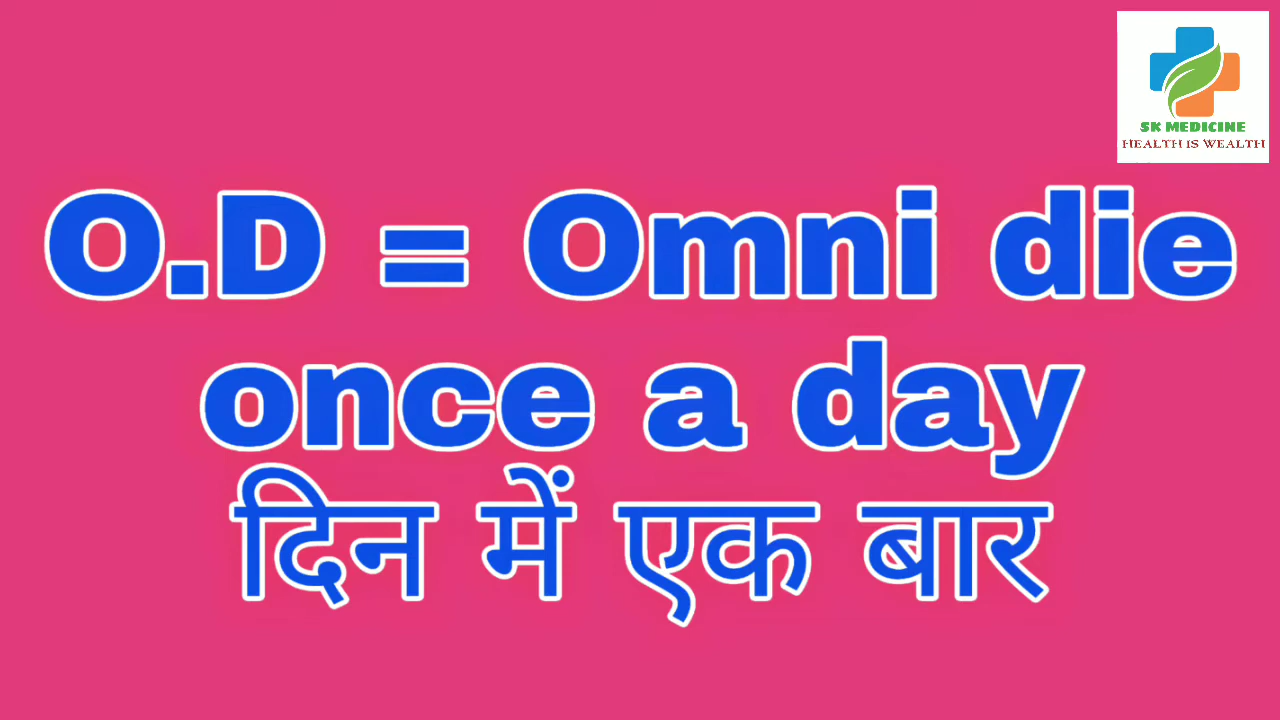 SK MEDICINE
HEALTH IS WEALTH
O.D = Omni die
once a day
दिन में एक बार